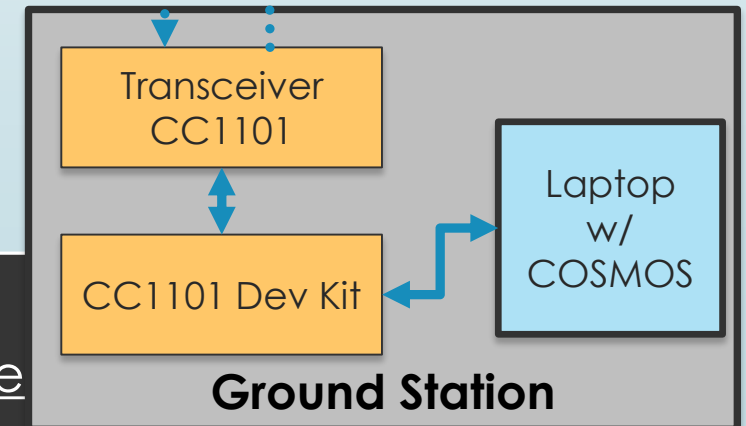 Transceiver
CC1101
Laptop
w/
COSMOS
CC1101 Dev Kit
Ground Station